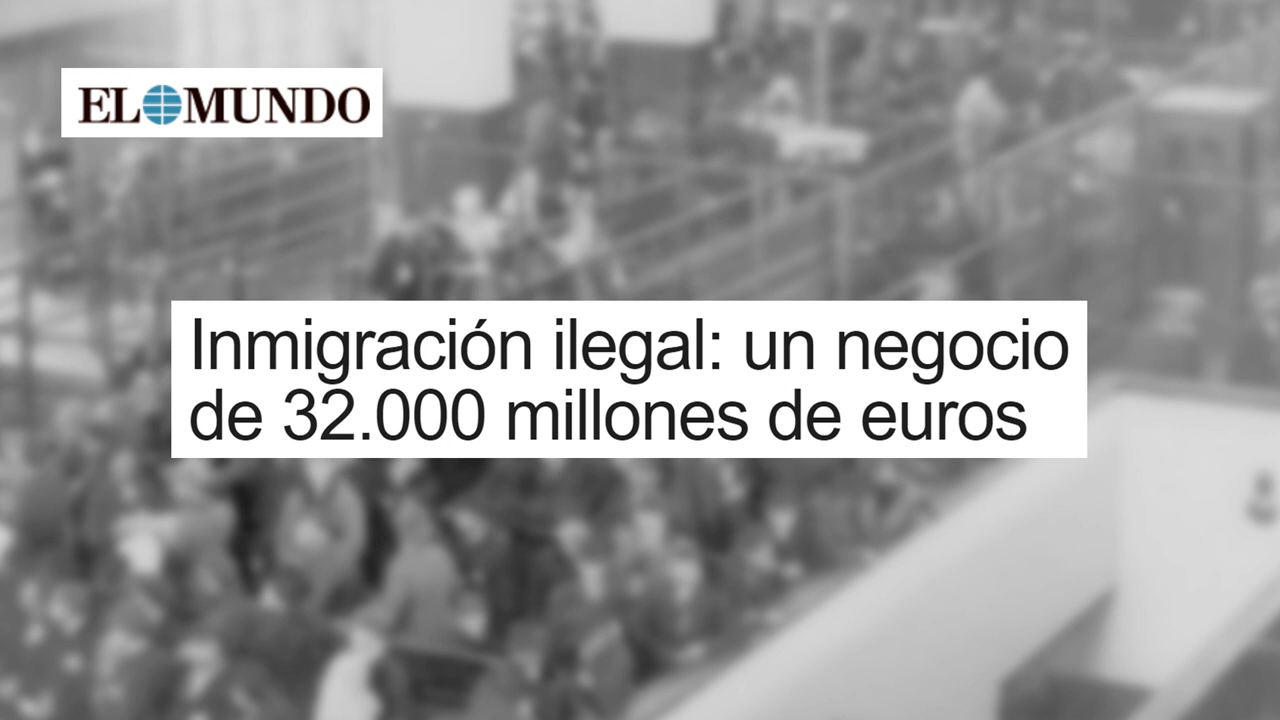 EL MUNDO
Inmigración ilegal: un negocio
de 32.000 millones de euros